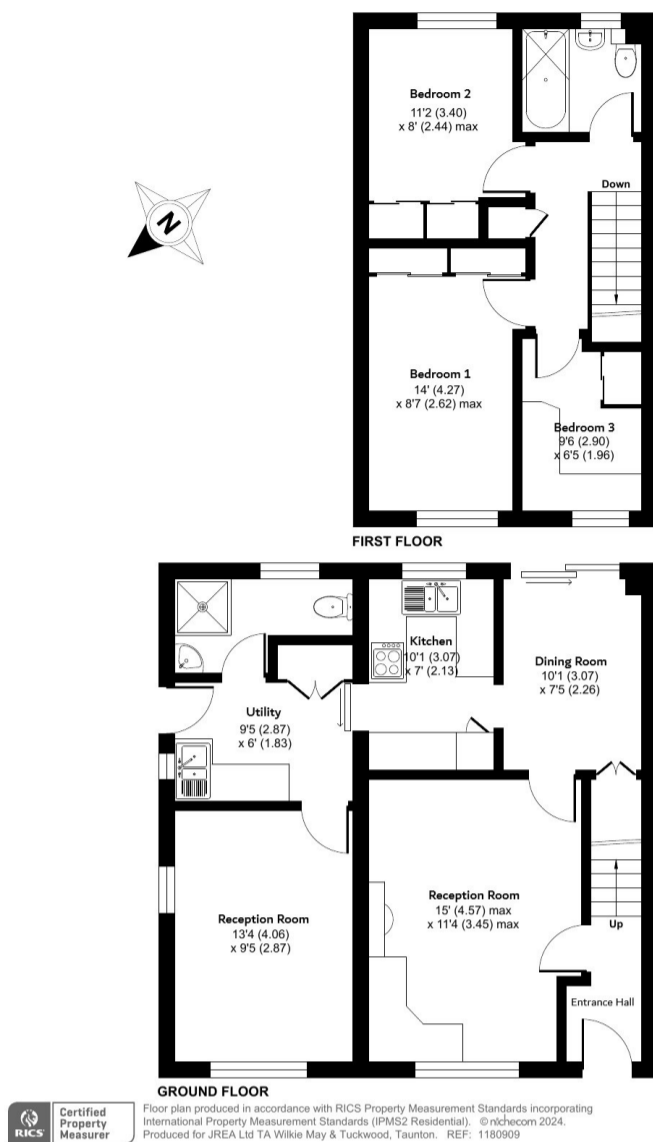 Bedroom 2
11'2 (3.40)
x 8' (2.44) max
Down
N
Bedroom 1
14' (4.27)
x 8'7 (2.62) max
Bedroom 3
9'6 (2.90)
x 6'5 (1.96)
FIRST FLOOR
Kitchen
10'1 (3.07)
x 7' (2.13)
Dining Room
10'1 (3.07)
x 7'5 (2.26)
Utility
9'5 (2.87)
x 6' (1.83)
Reception Room
15' (4.57) max
x 11'4 (3.45) max
Reception Room
13'4 (4.06)
x 9'5 (2.87)
Up
Entrance Hall
GROUND FLOOR
RICS
Certified
Property
Measurer
Floor plan produced in accordance with RICS Property Measurement Standards incorporating
International Property Measurement Standards (IPMS2 Residential). © nichecom 2024.
Produced for JREA Ltd TA Wilkie May & Tuckwood, Taunton. REF: 1180909